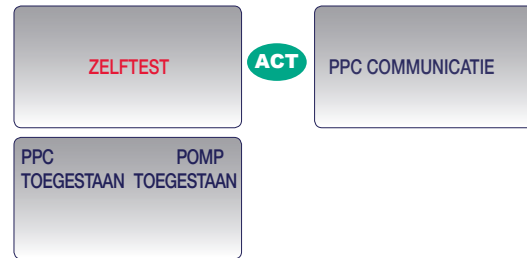 ZELFTEST
ACT
PPC COMMUNICATIE
PPC POMP
TOEGESTAAN TOEGESTAAN